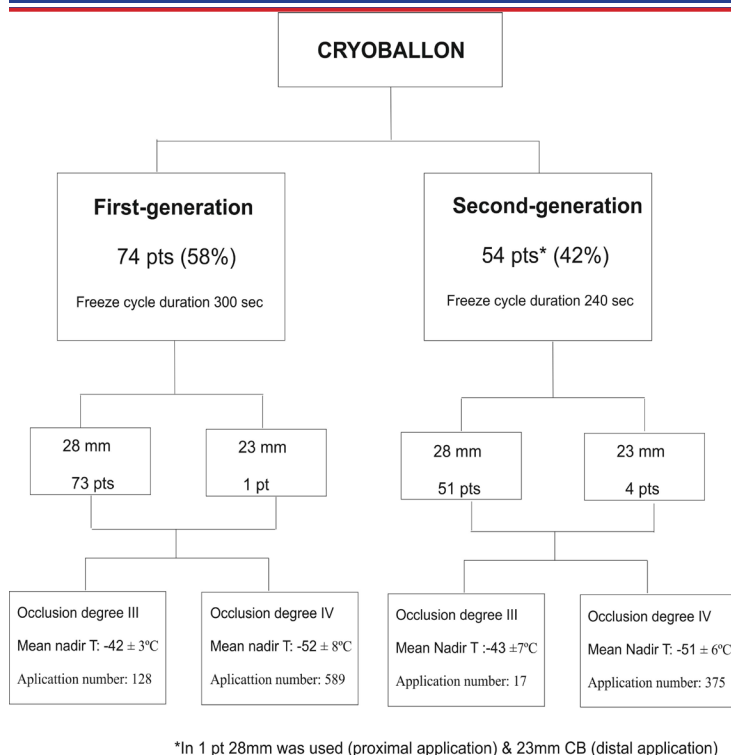 CRYOBALLON
First-generation
74 pts (58%)
Freeze cycle duration 300 sec
Second-generation
54 pts* (42%)
Freeze cycle duration 240 sec
28 mm
73 pts
23 mm
1 pt
28 mm
51 pts
23 mm
4 pts
Occlusion degree III
Mean nadir T: -42 ± 3ºC
Aplicattion number: 128
Occlusion degree IV
Mean nadir T: -52 ± 8ºC
Aplicattion number: 589
Occlusion degree III
Mean Nadir T :-43 ±7ºC
Application number: 17
Occlusion degree IV
Mean Nadir T: -51 ± 6ºC
Application number: 375
*In 1 pt 28mm was used (proximal application) & 23mm CB (distal application)